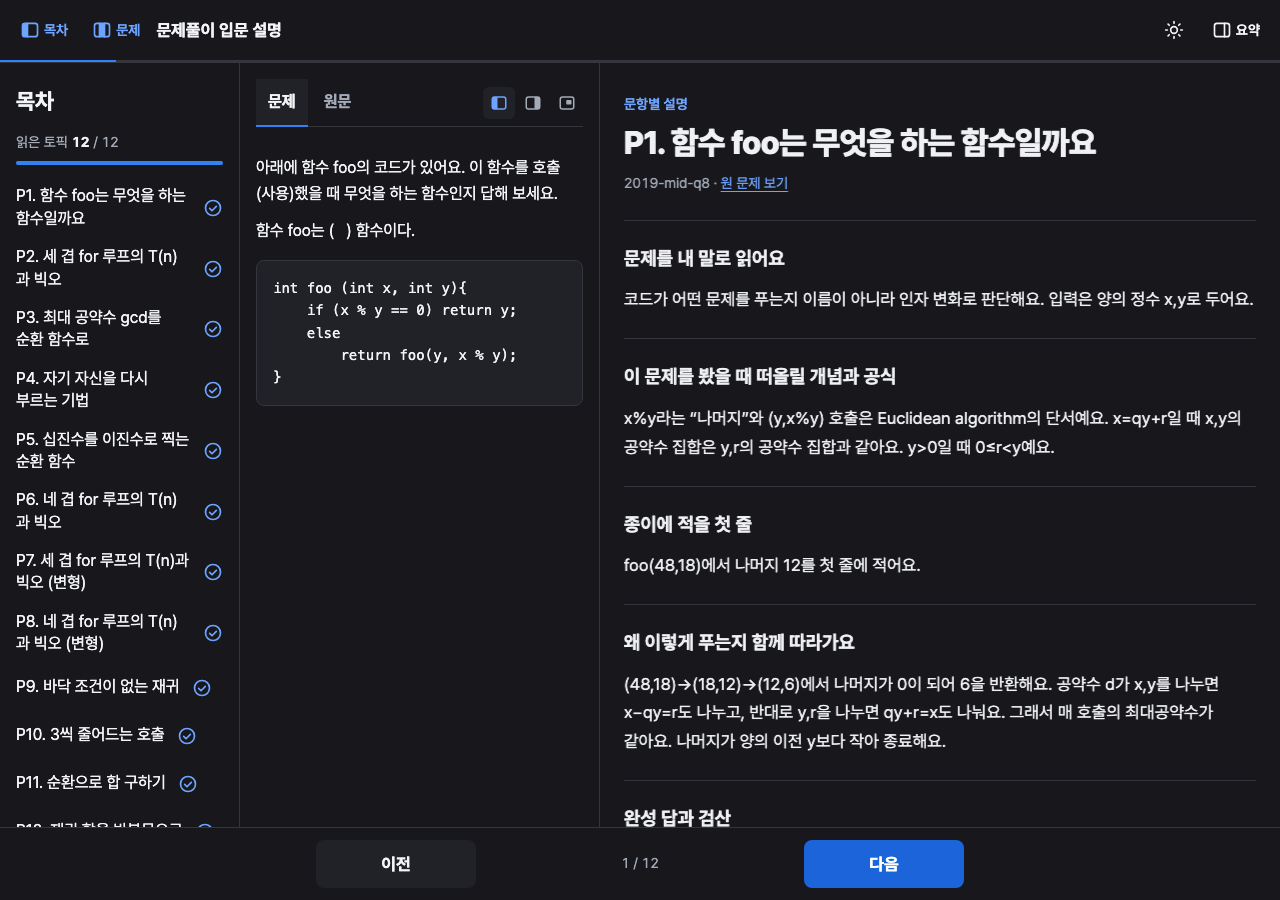 목차
문제
문제풀이 입문 설명
요약
목차
읽은 토픽 12 / 12
P1. 함수 foo는 무엇을 하는
함수일까요
P2. 세 겹 for 루프의 T(n)
과 빅오
P3. 최대 공약수 gcd를
순환 함수로
P4. 자기 자신을 다시
부르는 기법
P5. 십진수를 이진수로 찍는
순환 함수
P6. 네 겹 for 루프의 T(n)
과 빅오
P7. 세 겹 for 루프의 T(n)과
빅오 (변형)
P8. 네 겹 for 루프의 T(n)
과 빅오 (변형)
P9. 바닥 조건이 없는 재귀
P10. 3씩 줄어드는 호출
P11. 순환으로 합 구하기
문제
원문
아래에 함수 foo의 코드가 있어요. 이 함수를 호출
(사용)했을 때 무엇을 하는 함수인지 답해 보세요.
함수 foo는 (   ) 함수이다.
int foo (int x, int y){
    if (x % y == 0) return y;
    else
        return foo(y, x % y);
}
문항별 설명
P1. 함수 foo는 무엇을 하는 함수일까요
2019-mid-q8 · 원 문제 보기
문제를 내 말로 읽어요
코드가 어떤 문제를 푸는지 이름이 아니라 인자 변화로 판단해요. 입력은 양의 정수 x,y로 두어요.
이 문제를 봤을 때 떠올릴 개념과 공식
x%y라는 “나머지”와 (y,x%y) 호출은 Euclidean algorithm의 단서예요. x=qy+r일 때 x,y의
공약수 집합은 y,r의 공약수 집합과 같아요. y>0일 때 0≤r<y예요.
종이에 적을 첫 줄
foo(48,18)에서 나머지 12를 첫 줄에 적어요.
왜 이렇게 푸는지 함께 따라가요
(48,18)→(18,12)→(12,6)에서 나머지가 0이 되어 6을 반환해요. 공약수 d가 x,y를 나누면
x−qy=r도 나누고, 반대로 y,r을 나누면 qy+r=x도 나눠요. 그래서 매 호출의 최대공약수가
같아요. 나머지가 양의 이전 y보다 작아 종료해요.
완성 답과 검산
이전
1 / 12
다음